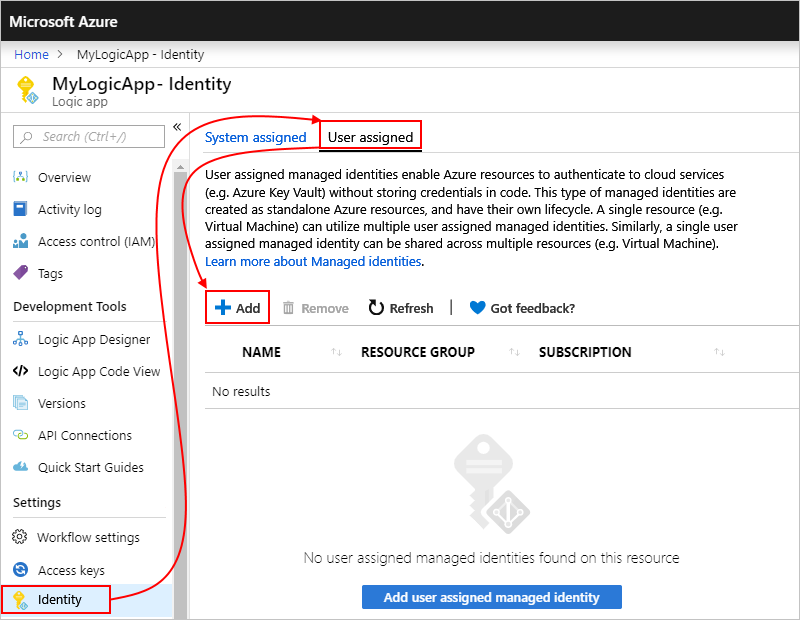 Microsoft Azure
Home > MyLogicApp - Identity
MyLogicApp- Identity
Logic app
Search (Ctrl+/)
«
Overview
Activity log
Access control (IAM)
Tags
Development Tools
Logic App Designer
Logic App Code View
Versions
API Connections
Quick Start Guides
Settings
Workflow settings
Access keys
Identity
System assigned User assigned
User assigned managed identities enable Azure resources to authenticate to cloud services
(e.g. Azure Key Vault) without storing credentials in code. This type of managed identities are
created as standalone Azure resources, and have their own lifecycle. A single resource (e.g.
Virtual Machine) can utilize multiple user assigned managed identities. Similarly, a single user
assigned managed identity can be shared across multiple resources (e.g. Virtual Machine).
Learn more about Managed identities.
Add Remove Refresh | Got feedback?
NAME RESOURCE GROUP SUBSCRIPTION
No results
No user assigned managed identities found on this resource
Add user assigned managed identity